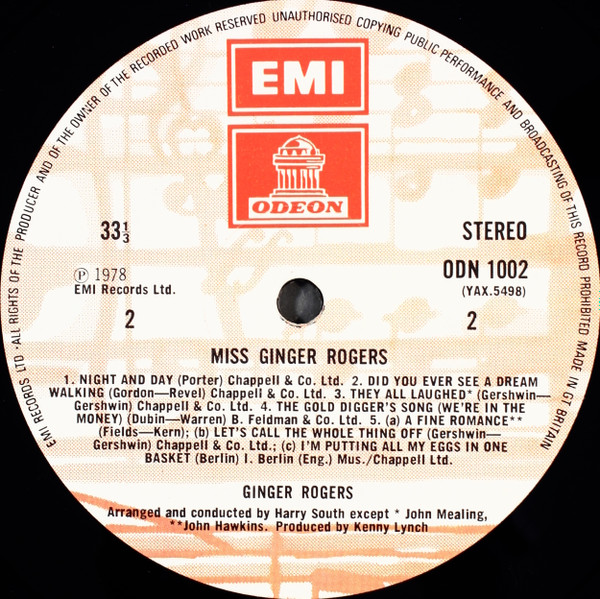 EMI RECORDS LTD · ALL RIGHTS OF THE PRODUCER AND OF THE OWNER OF THE RECORDED WORK RESERVED UNAUTHORISED COPYING PUBLIC PERFORMANCE AND BROADCASTING OF THIS RECORD PROHIBITED MADE IN GT BRITAIN
EMI
ODEON
33⅓
STEREO
℗ 1978
EMI Records Ltd.
ODN 1002
(YAX.5498)
2
2
MISS GINGER ROGERS
1. NIGHT AND DAY (Porter) Chappell & Co. Ltd. 2. DID YOU EVER SEE A DREAM
WALKING (Gordon—Revel) Chappell & Co. Ltd. 3. THEY ALL LAUGHED* (Gershwin—
Gershwin) Chappell & Co. Ltd. 4. THE GOLD DIGGER'S SONG (WE'RE IN THE
MONEY) (Dubin—Warren) B. Feldman & Co. Ltd. 5. (a) A FINE ROMANCE**
(Fields—Kern); (b) LET'S CALL THE WHOLE THING OFF (Gershwin—
Gershwin) Chappell & Co. Ltd.; (c) I'M PUTTING ALL MY EGGS IN ONE
BASKET (Berlin) I. Berlin (Eng.) Mus./Chappell Ltd.
GINGER ROGERS
Arranged and conducted by Harry South except * John Mealing,
**John Hawkins. Produced by Kenny Lynch